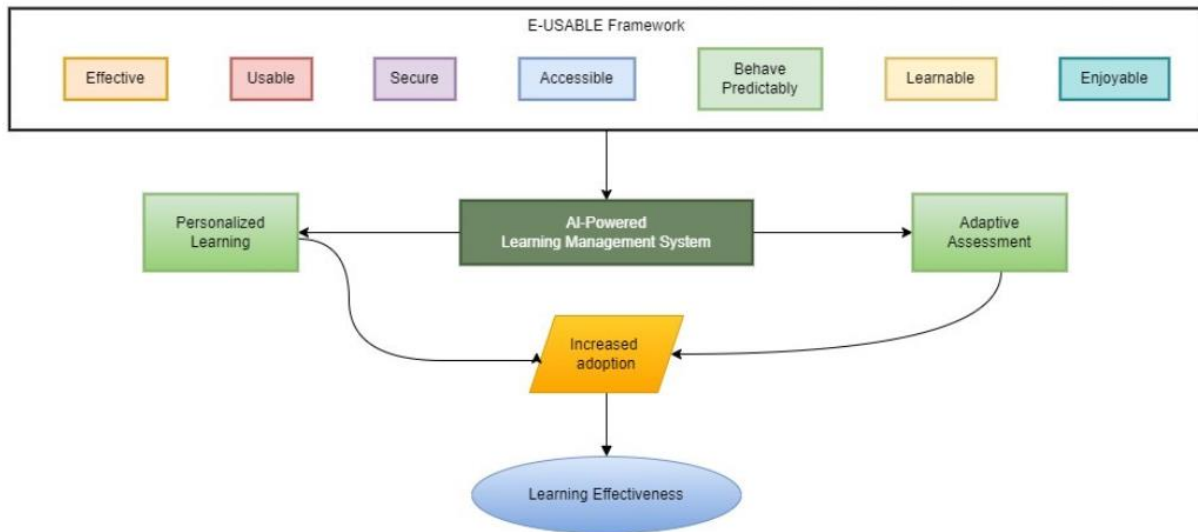 E-USABLE Framework
Effective
Usable
Secure
Accessible
Behave
Predictably
Learnable
Enjoyable
Personalized
Learning
AI-Powered
Learning Management System
Adaptive
Assessment
Increased
adoption
Learning Effectiveness